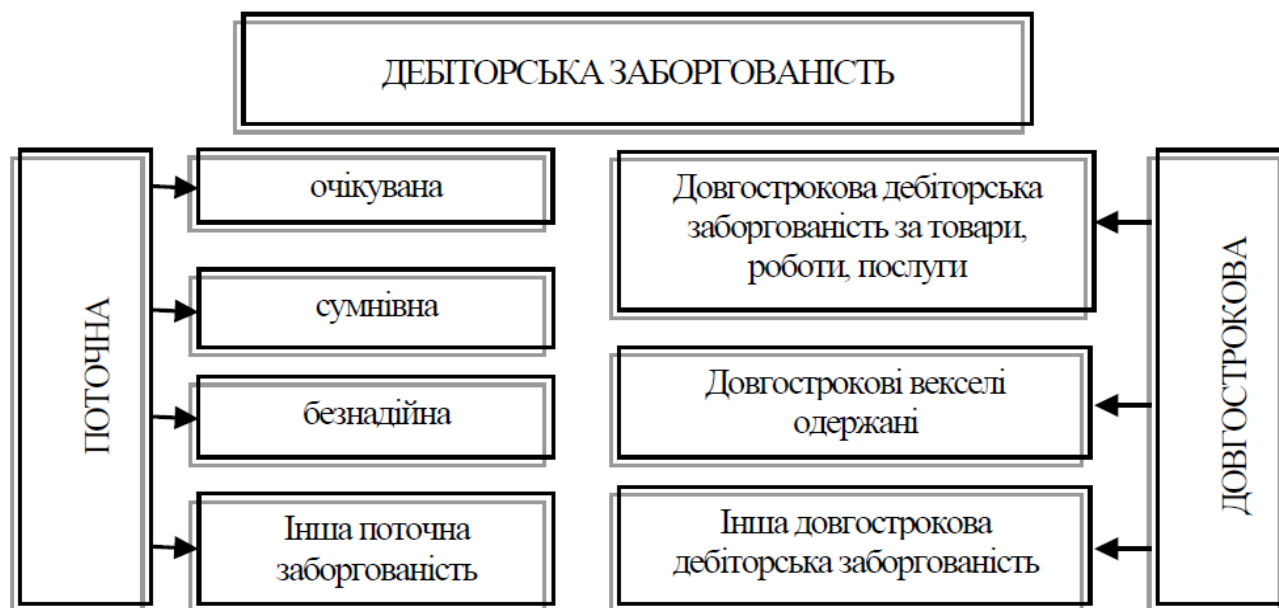 ДЕБІТОРСЬКА ЗАБОРГОВАНІСТЬ
ПОТОЧНА
очікувана
сумнівна
безнадійна
Інша поточна
заборгованість
Довгострокова дебіторська
заборгованість за товари,
роботи, послуги
Довгострокові векселі
одержані
Інша довгострокова
дебіторська заборгованість
ДОВГОСТРОКОВА